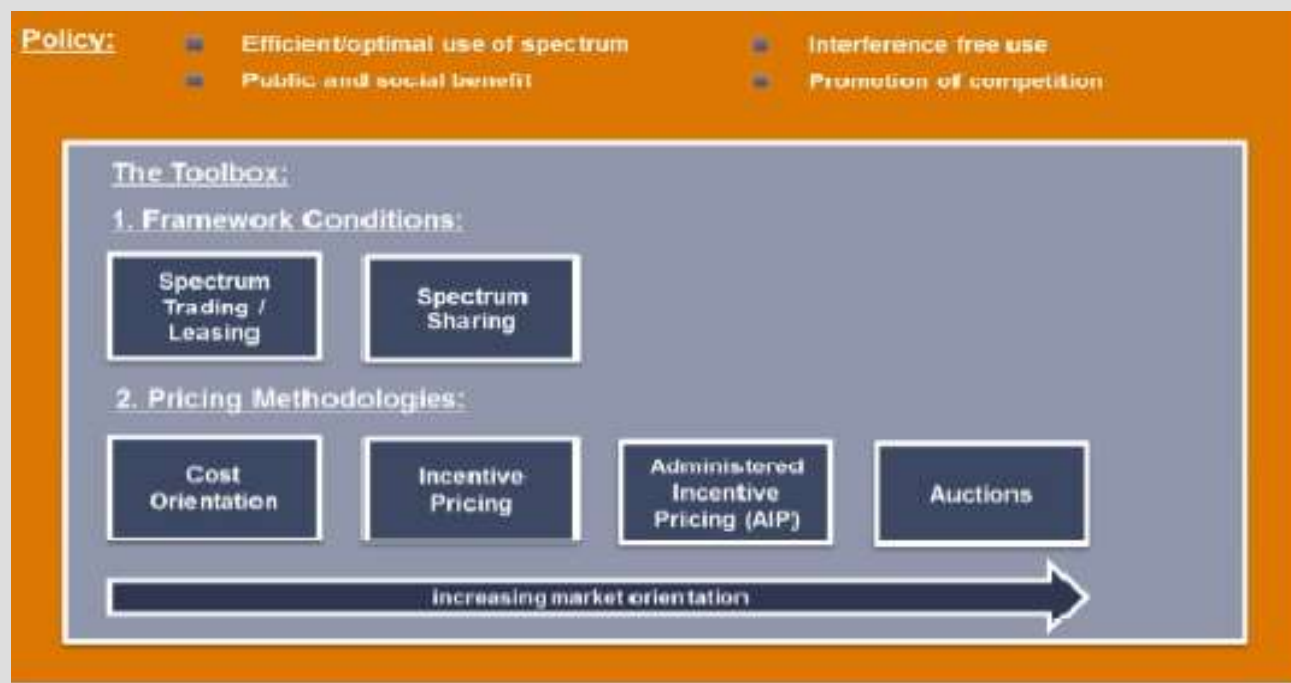 Policy:
Efficient/optimal use of spectrum
Public and social benefit
Interference free use
Promotion of competition
The Toolbox:
1. Framework Conditions:
Spectrum
Trading /
Leasing
Spectrum
Sharing
2. Pricing Methodologies:
Cost
Orientation
Incentive
Pricing
Administered
Incentive
Pricing (AIP)
Auctions
increasing market orientation